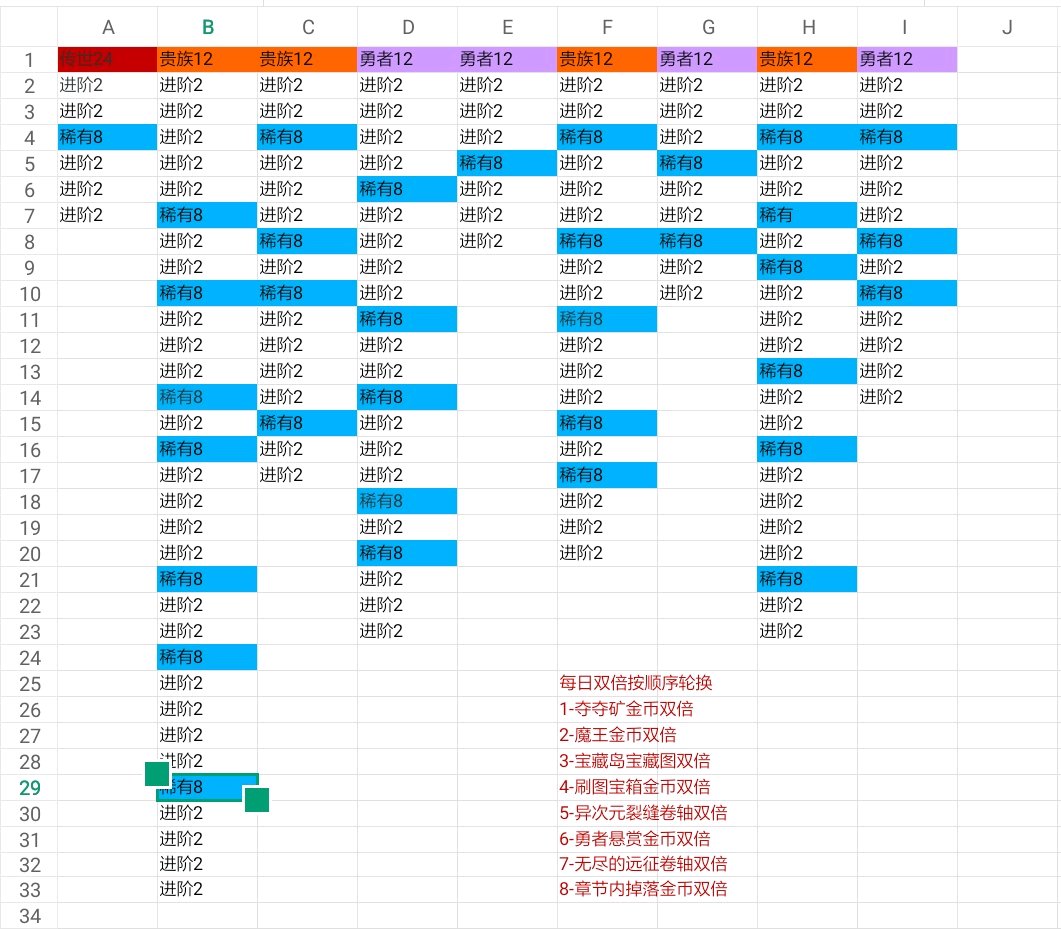 A B C D E F G H I J
1 传世24 贵族12 贵族12 勇者12 勇者12 贵族12 勇者12 贵族12 勇者12
2 进阶2 进阶2 进阶2 进阶2 进阶2 进阶2 进阶2 进阶2 进阶2
3 进阶2 进阶2 进阶2 进阶2 进阶2 进阶2 进阶2 进阶2 进阶2
4 稀有8 进阶2 稀有8 进阶2 进阶2 稀有8 进阶2 稀有8 稀有8
5 进阶2 进阶2 进阶2 进阶2 稀有8 进阶2 稀有8 进阶2 进阶2
6 进阶2 进阶2 进阶2 稀有8 进阶2 进阶2 进阶2 进阶2 进阶2
7 进阶2 稀有8 进阶2 进阶2 进阶2 进阶2 进阶2 稀有 进阶2
8 进阶2 稀有8 进阶2 进阶2 稀有8 稀有8 进阶2 稀有8
9 进阶2 进阶2 进阶2 进阶2 进阶2 稀有8 进阶2
10 稀有8 稀有8 进阶2 进阶2 进阶2 进阶2 稀有8
11 进阶2 进阶2 稀有8 稀有8 进阶2 进阶2
12 进阶2 进阶2 进阶2 进阶2 进阶2 进阶2
13 进阶2 进阶2 进阶2 进阶2 稀有8 进阶2
14 稀有8 进阶2 稀有8 进阶2 进阶2 进阶2
15 进阶2 稀有8 进阶2 稀有8 进阶2
16 稀有8 进阶2 进阶2 进阶2 稀有8
17 进阶2 进阶2 进阶2 稀有8 进阶2
18 进阶2 稀有8 进阶2 进阶2
19 进阶2 进阶2 进阶2 进阶2
20 进阶2 稀有8 进阶2 进阶2
21 稀有8 进阶2 稀有8
22 进阶2 进阶2 进阶2
23 进阶2 进阶2 进阶2
24 稀有8
25 进阶2 每日双倍按顺序轮换
26 进阶2 1-夺夺矿金币双倍
27 进阶2 2-魔王金币双倍
28 进阶2 3-宝藏岛宝藏图双倍
29 稀有8 4-刷图宝箱金币双倍
30 进阶2 5-异次元裂缝卷轴双倍
31 进阶2 6-勇者悬赏金币双倍
32 进阶2 7-无尽的远征卷轴双倍
33 进阶2 8-章节内掉落金币双倍
34